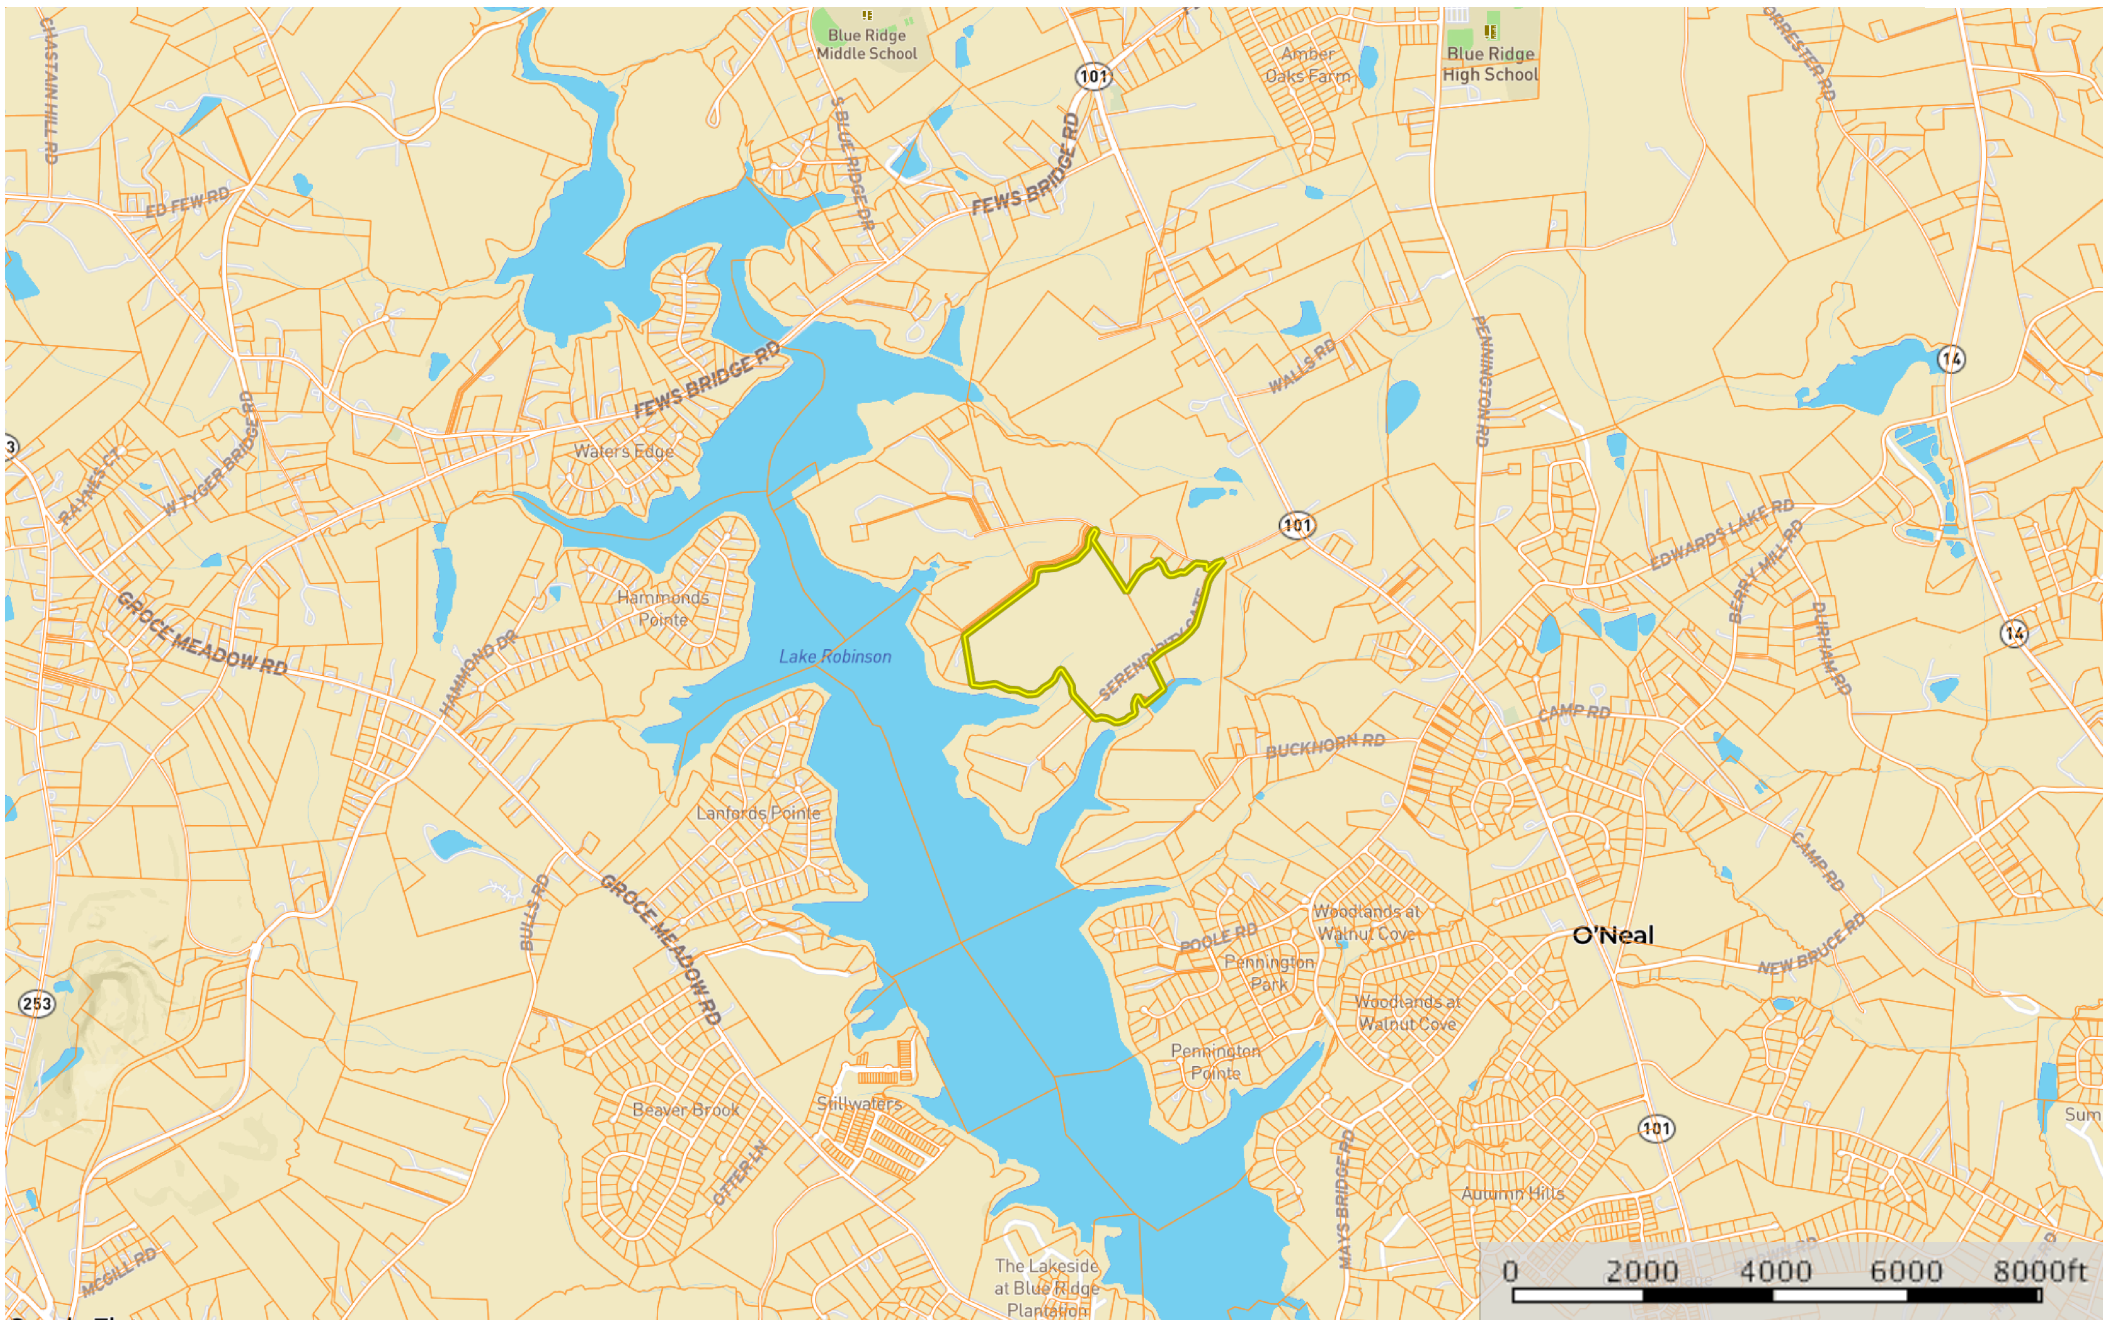 CHASTAIN HILL RD
Blue Ridge
Middle School
101
Amber
Oaks Farm
Blue Ridge
High School
S BLUE RIDGE DR
FEWS BRIDGE RD
ED FEW RD
PENNINGTON RD
WALLS RD
14
FEWS BRIDGE RD
Waters Edge
3
RAYNES CT
W TYGER BRIDGE RD
101
EDWARDS LAKE RD
BERRY MILL RD
DURHAM RD
14
Hammonds
Pointe
GROCE MEADOW RD
HAMMOND DR
Lake Robinson
SERENDIPITY GATE
CAMP RD
BUCKHORN RD
Lanfords Pointe
CAMP RD
BULLS RD
GROCE MEADOW RD
Woodlands at
Walnut Cove
O'Neal
POOLE RD
Pennington
Park
NEW BRUCE RD
253
Woodlands at
Walnut Cove
Pennington
Pointe
Beaver Brook
Stillwaters
101
Sum
OTTER LN
MAYS BRIDGE RD
Autumn Hills
MCGILL RD
The Lakeside
at Blue Ridge
Plantation
0 2000 4000 6000 8000ft